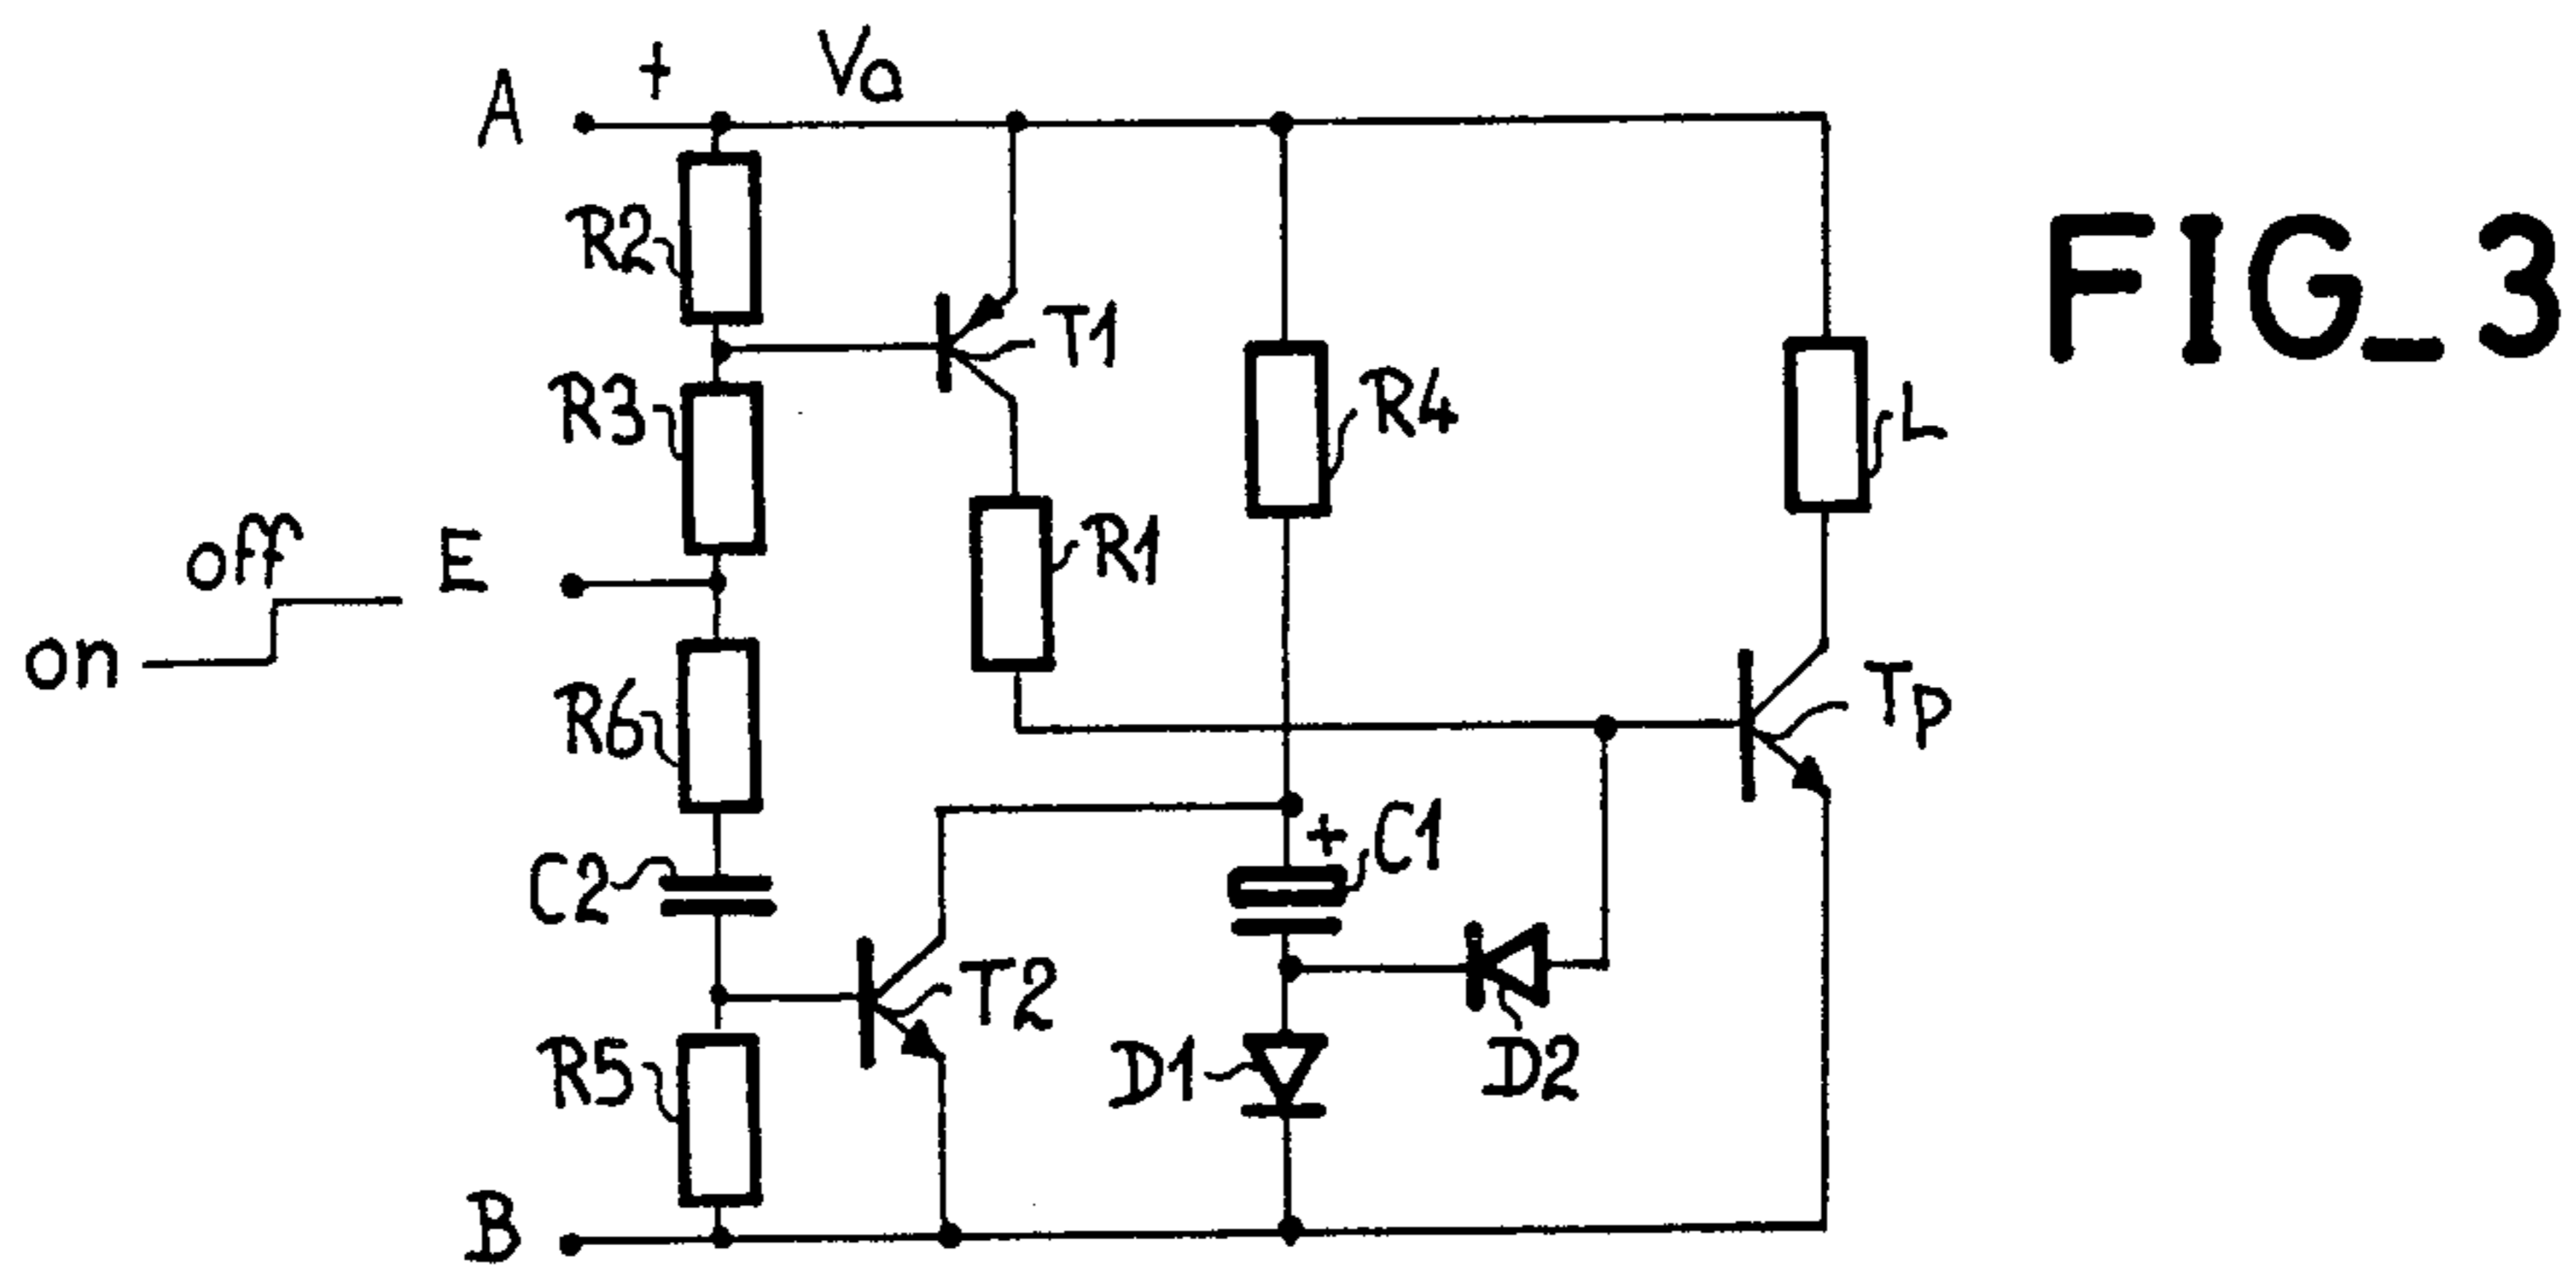 A + Va
R2
T1
FIG_3
R3
R4
L
off E
R1
on
R6
Tp
+ C1
C2
T2
R5
D1
D2
B